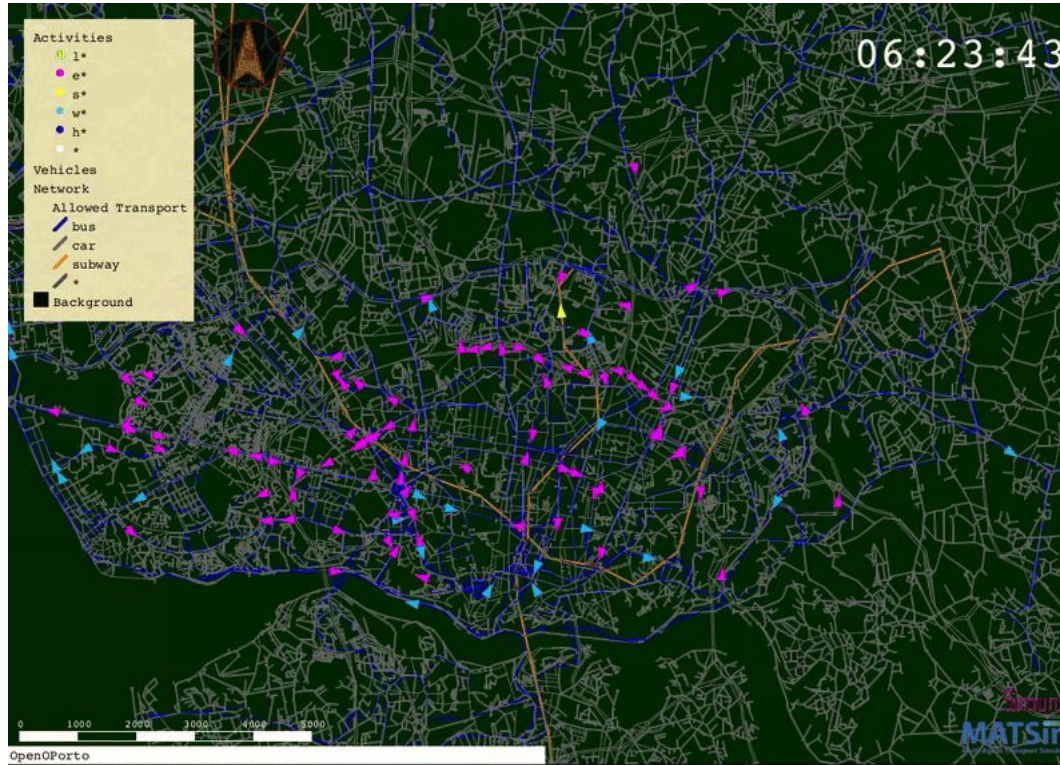 Activities
l*
e*
s*
w*
h*
*
Vehicles
Network
Allowed Transport
bus
car
subway
*
Background
06:23:43
0 1000 2000 3000 4000 5000
OpenOPorto
MATSim